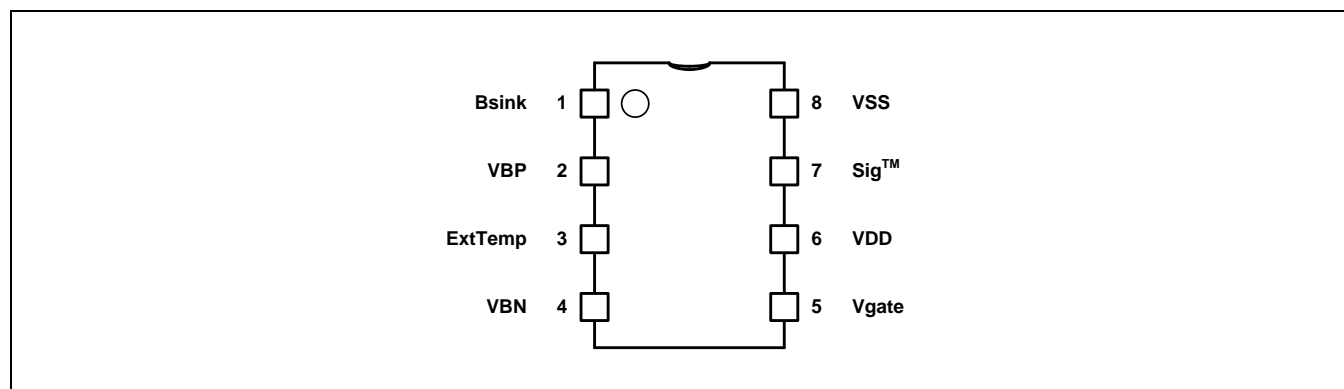 Bsink 1 8 VSS
VBP 2 7 Sig™
ExtTemp 3 6 VDD
VBN 4 5 Vgate